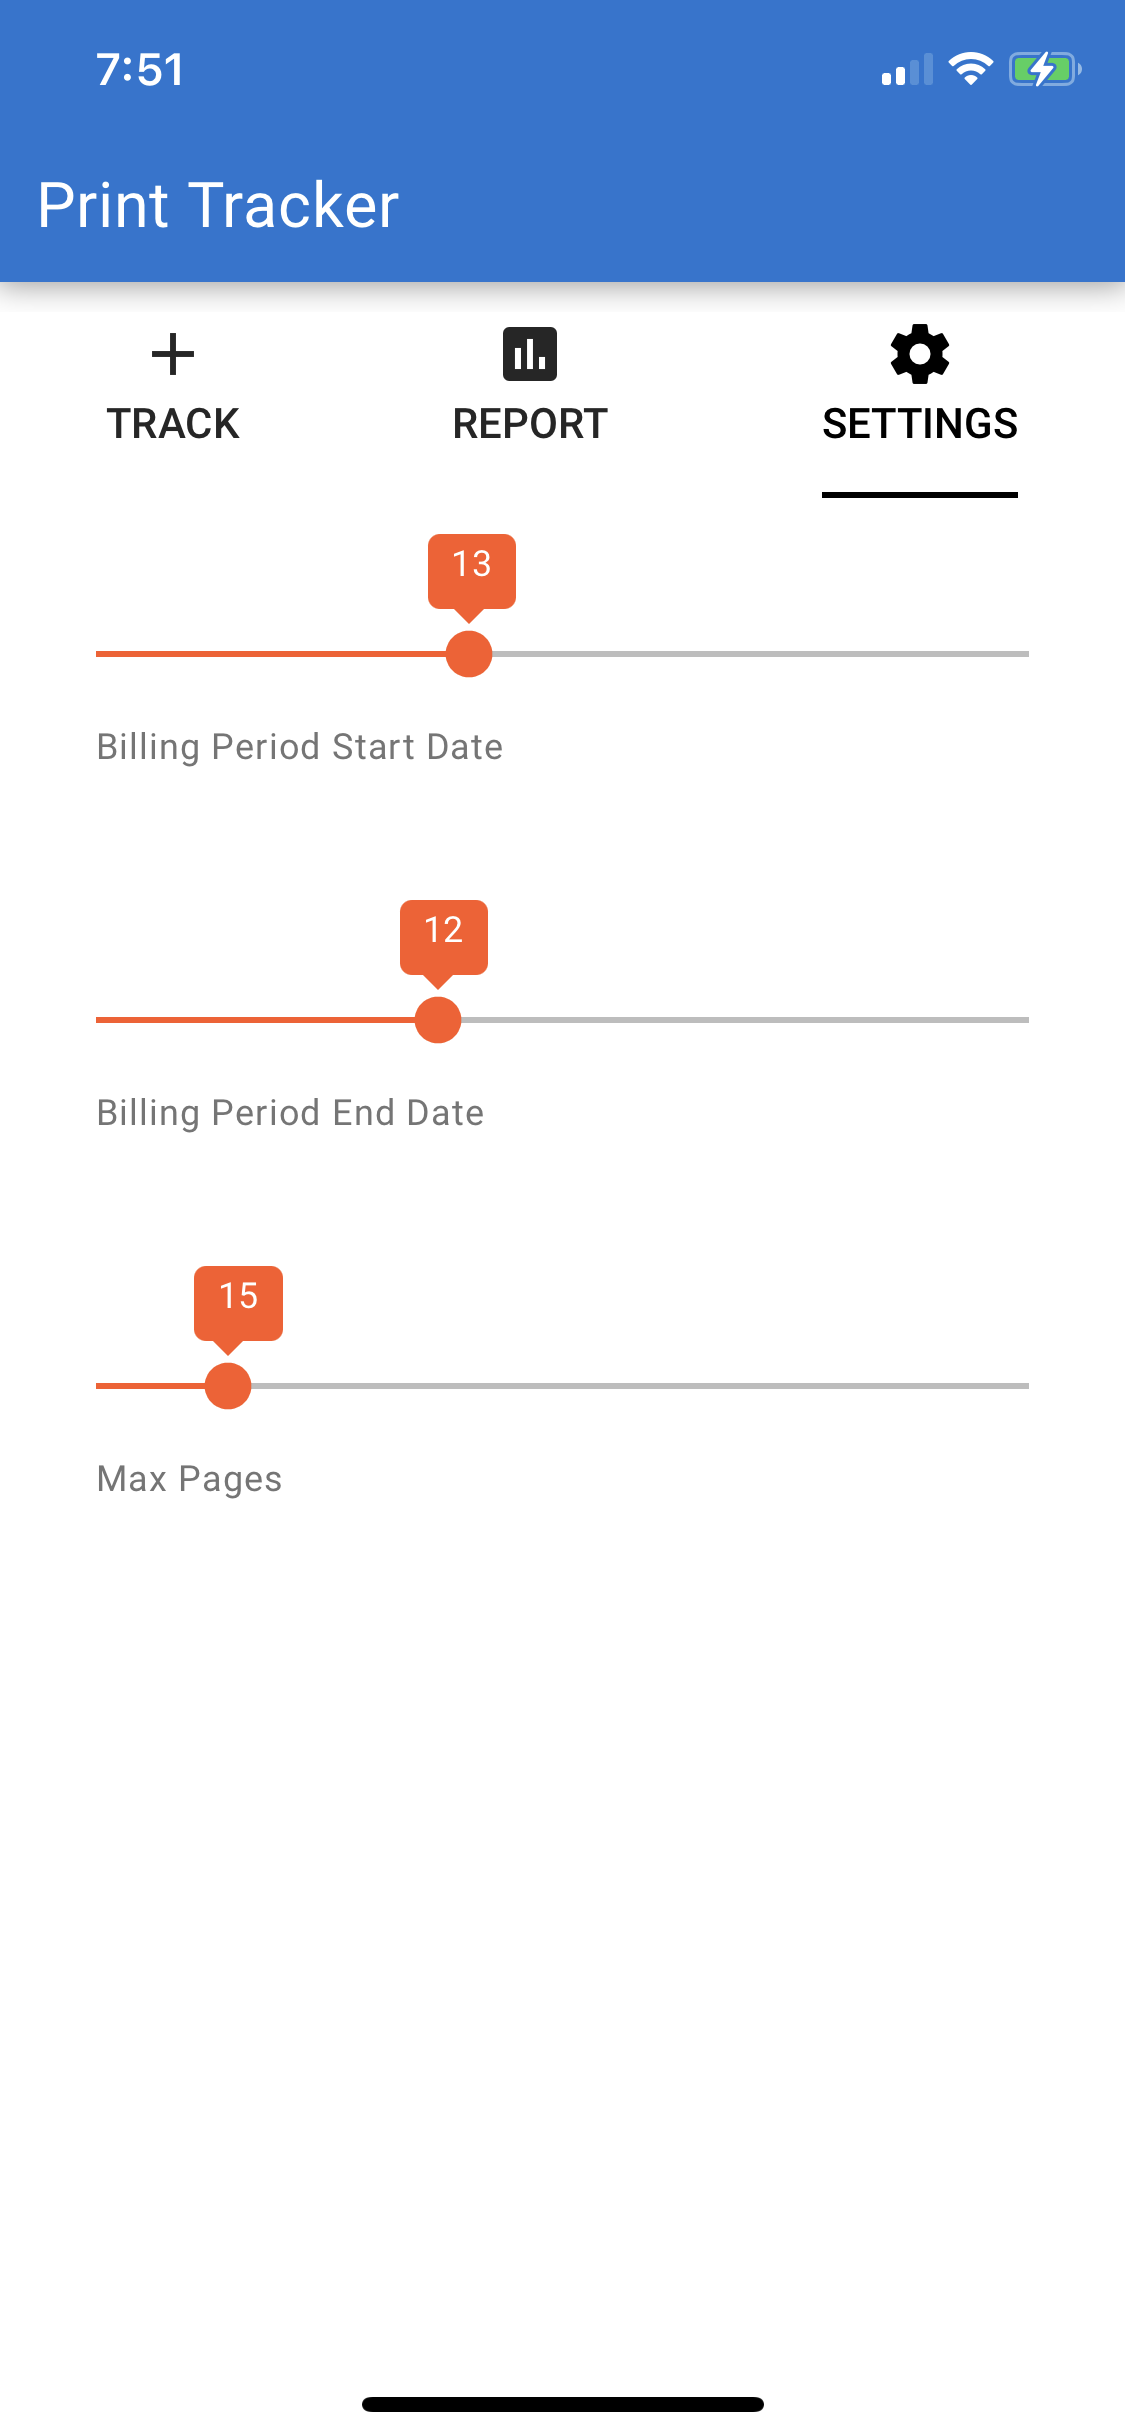 7:51
Print Tracker
TRACK
REPORT
SETTINGS
13
Billing Period Start Date
12
Billing Period End Date
15
Max Pages